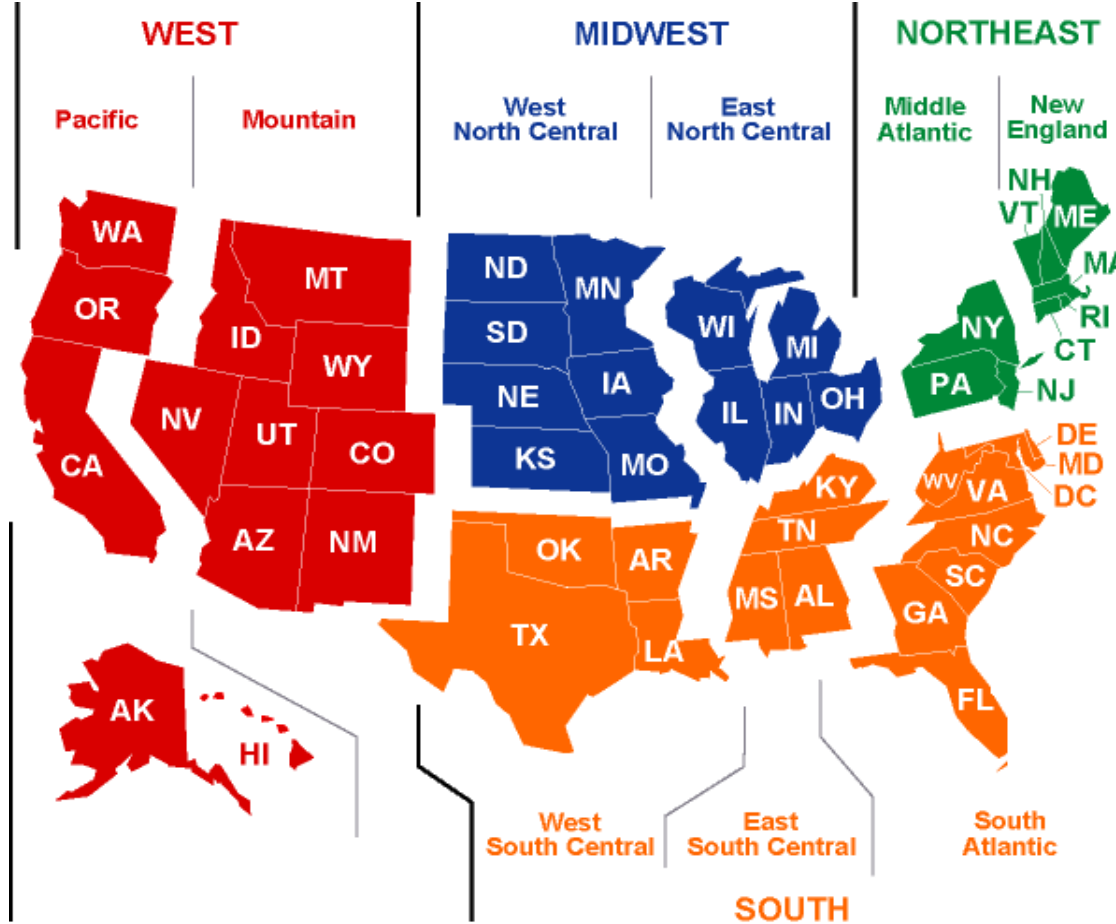 WEST
MIDWEST
NORTHEAST
Pacific
Mountain
West
North Central
East
North Central
Middle
Atlantic
New
England
NH
VT
ME
WA
MT
ND
MN
MA
OR
ID
SD
WI
MI
NY
RI
CT
WY
NE
IA
PA
NJ
NV
UT
CO
KS
MO
IL
IN
OH
CA
DE
MD
DC
WV
VA
KY
TN
NC
AZ
NM
OK
AR
MS
AL
SC
GA
TX
LA
FL
AK
HI
West
South Central
East
South Central
South
Atlantic
SOUTH